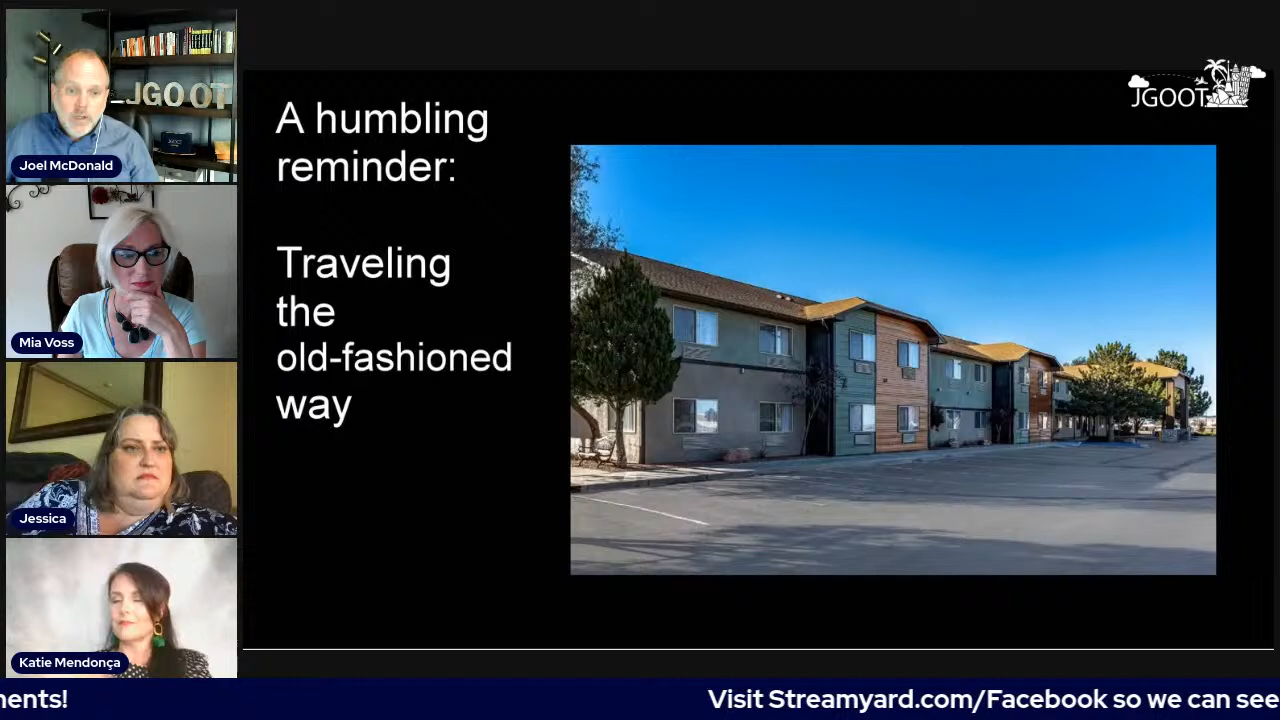 JGOOT
Joel McDonald
Mia Voss
Jessica
Katie Mendonça
A humbling
reminder:
Traveling
the
old-fashioned
way
JGOOT
nents!
Visit Streamyard.com/Facebook so we can see